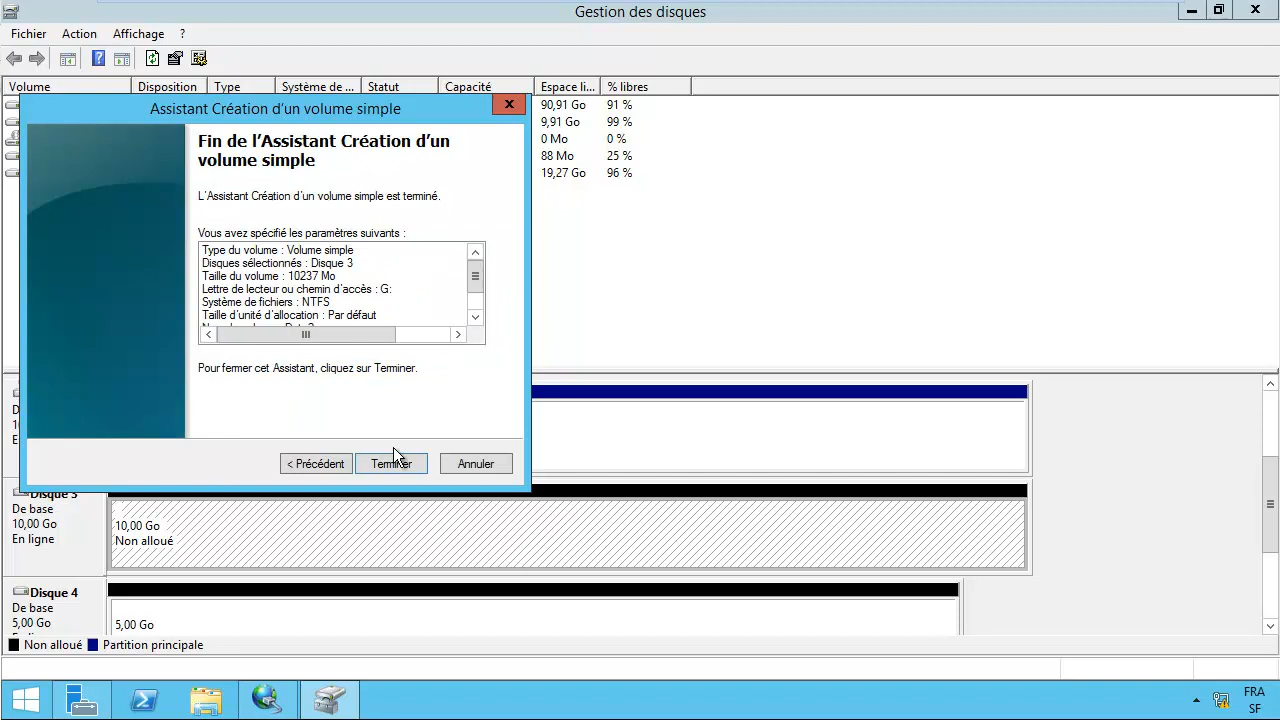 Gestion des disques
Fichier Action Affichage ?
Volume Disposition Type Système de ... Statut Capacité Espace li... % libres
90,91 Go 91 %
9,91 Go 99 %
0 Mo 0 %
88 Mo 25 %
19,27 Go 96 %
Assistant Création d'un volume simple
Fin de l'Assistant Création d'un
volume simple
L'Assistant Création d'un volume simple est terminé.
Vous avez spécifié les paramètres suivants :
Type du volume : Volume simple
Disques sélectionnés : Disque 3
Taille du volume : 10237 Mo
Lettre de lecteur ou chemin d'accès : G:
Système de fichiers : NTFS
Taille d'unité d'allocation : Par défaut
Pour fermer cet Assistant, cliquez sur Terminer.
< Précédent Terminer Annuler
Disque 3
De base
10,00 Go
En ligne
10,00 Go
Non alloué
Disque 4
De base
5,00 Go
5,00 Go
Non alloué Partition principale
FRA
SF